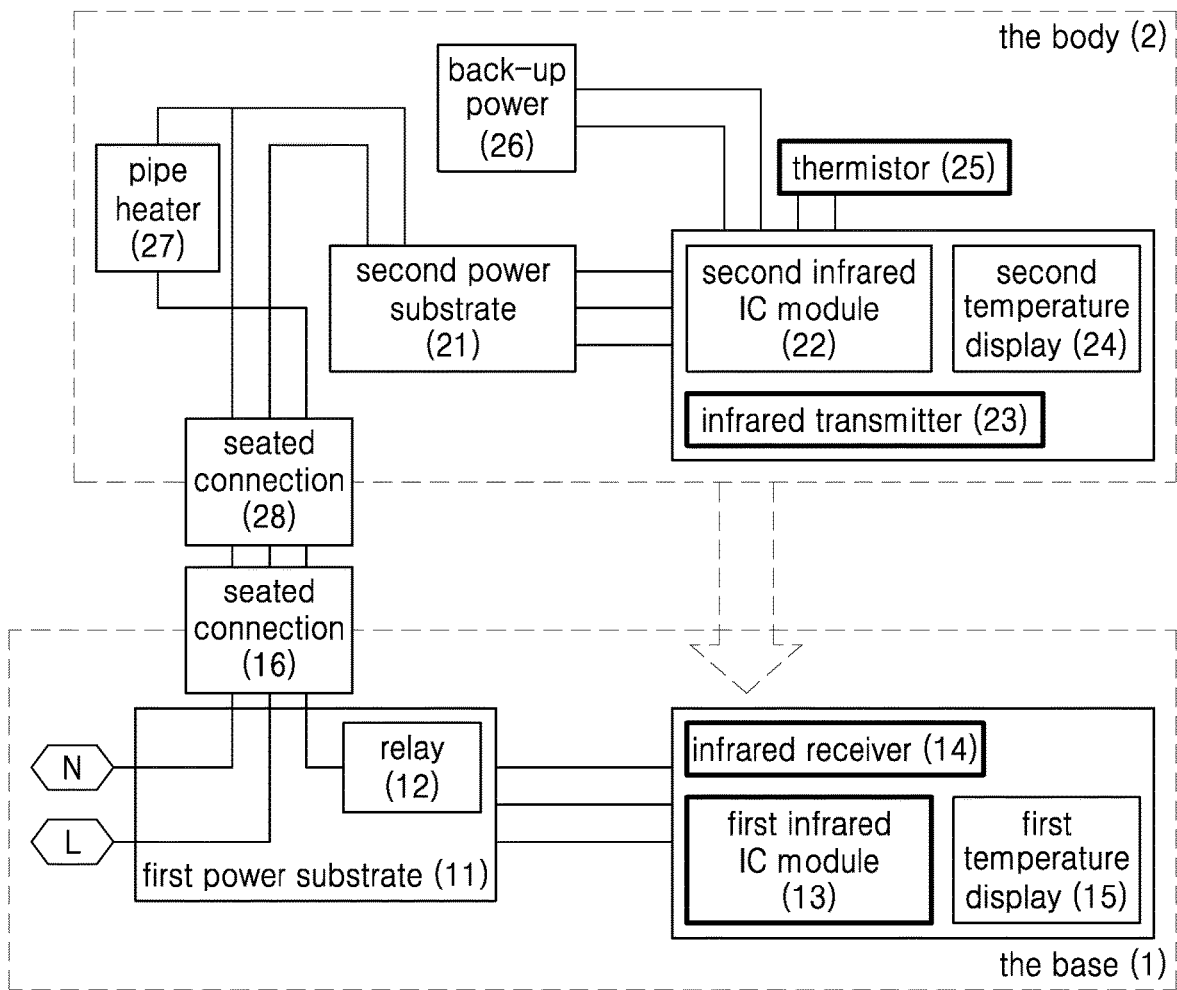 the body (2)
back-up
power
(26)
thermistor (25)
pipe
heater
(27)
second power
substrate
(21)
second infrared
IC module
(22)
second
temperature
display (24)
infrared transmitter (23)
seated
connection
(28)
seated
connection
(16)
N
L
relay
(12)
first power substrate (11)
infrared receiver (14)
first infrared
IC module
(13)
first
temperature
display (15)
the base (1)